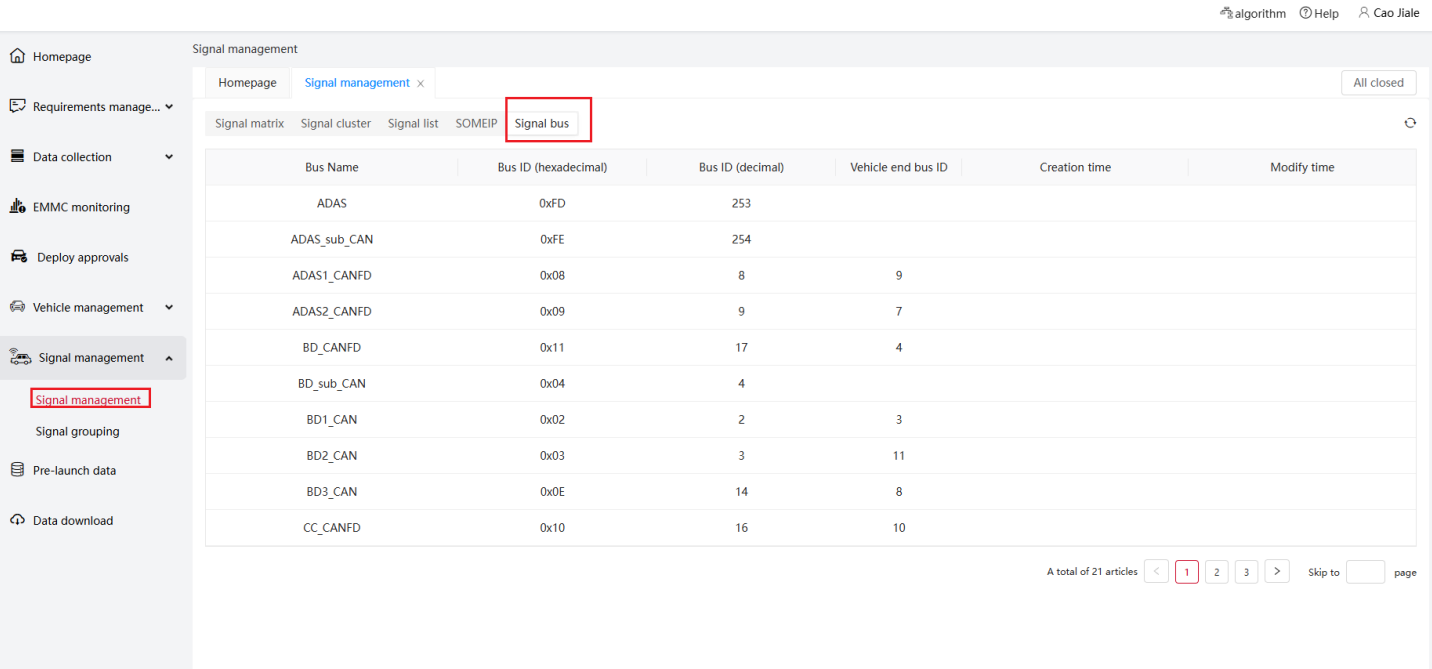 algorithm Help Cao Jiale
Homepage
Requirements manage...
Data collection
EMMC monitoring
Deploy approvals
Vehicle management
Signal management
Signal management
Signal grouping
Pre-launch data
Data download
Signal management
Homepage Signal management All closed
Signal matrix Signal cluster Signal list SOMEIP Signal bus
Bus Name Bus ID (hexadecimal) Bus ID (decimal) Vehicle end bus ID Creation time Modify time
ADAS 0xFD 253
ADAS_sub_CAN 0xFE 254
ADAS1_CANFD 0x08 8 9
ADAS2_CANFD 0x09 9 7
BD_CANFD 0x11 17 4
BD_sub_CAN 0x04 4
BD1_CAN 0x02 2 3
BD2_CAN 0x03 3 11
BD3_CAN 0x0E 14 8
CC_CANFD 0x10 16 10
A total of 21 articles < 1 2 3 > Skip to page